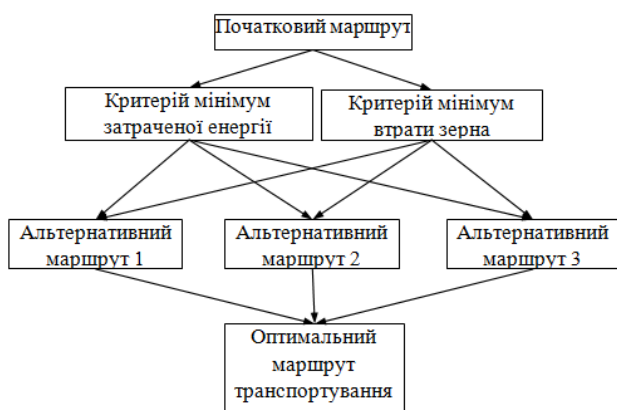 Початковий маршрут
Критерій мінімум
затраченої енергії
Критерій мінімум
втрати зерна
Альтернативний
маршрут 1
Альтернативний
маршрут 2
Альтернативний
маршрут 3
Оптимальний
маршрут
транспортування